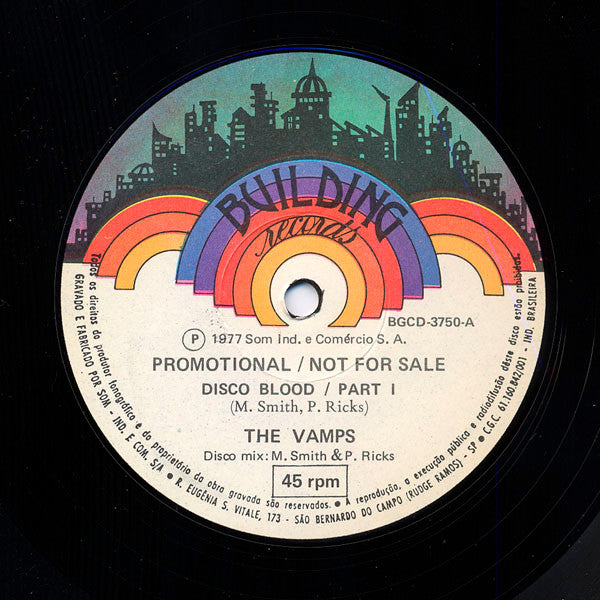 BUILDING
records
BGCD-3750-A
Ⓟ 1977 Som Ind. e Comércio S. A.
PROMOTIONAL / NOT FOR SALE
DISCO BLOOD / PART I
(M. Smith, P. Ricks)
THE VAMPS
Disco mix: M. Smith & P. Ricks
45 rpm
Todos os direitos do produtor fonográfico e do proprietário da obra gravada são reservados. ● A reprodução, a execução pública e radiodifusão dêste disco estão proibidas.
GRAVADO E FABRICADO POR SOM - IND. E COM. S/A ● R. EUGÊNIA S. VITALE, 173 - SÃO BERNARDO DO CAMPO (RUDGE RAMOS) - SP ● C.G.C. 61.160.842/001 - IND. BRASILEIRA